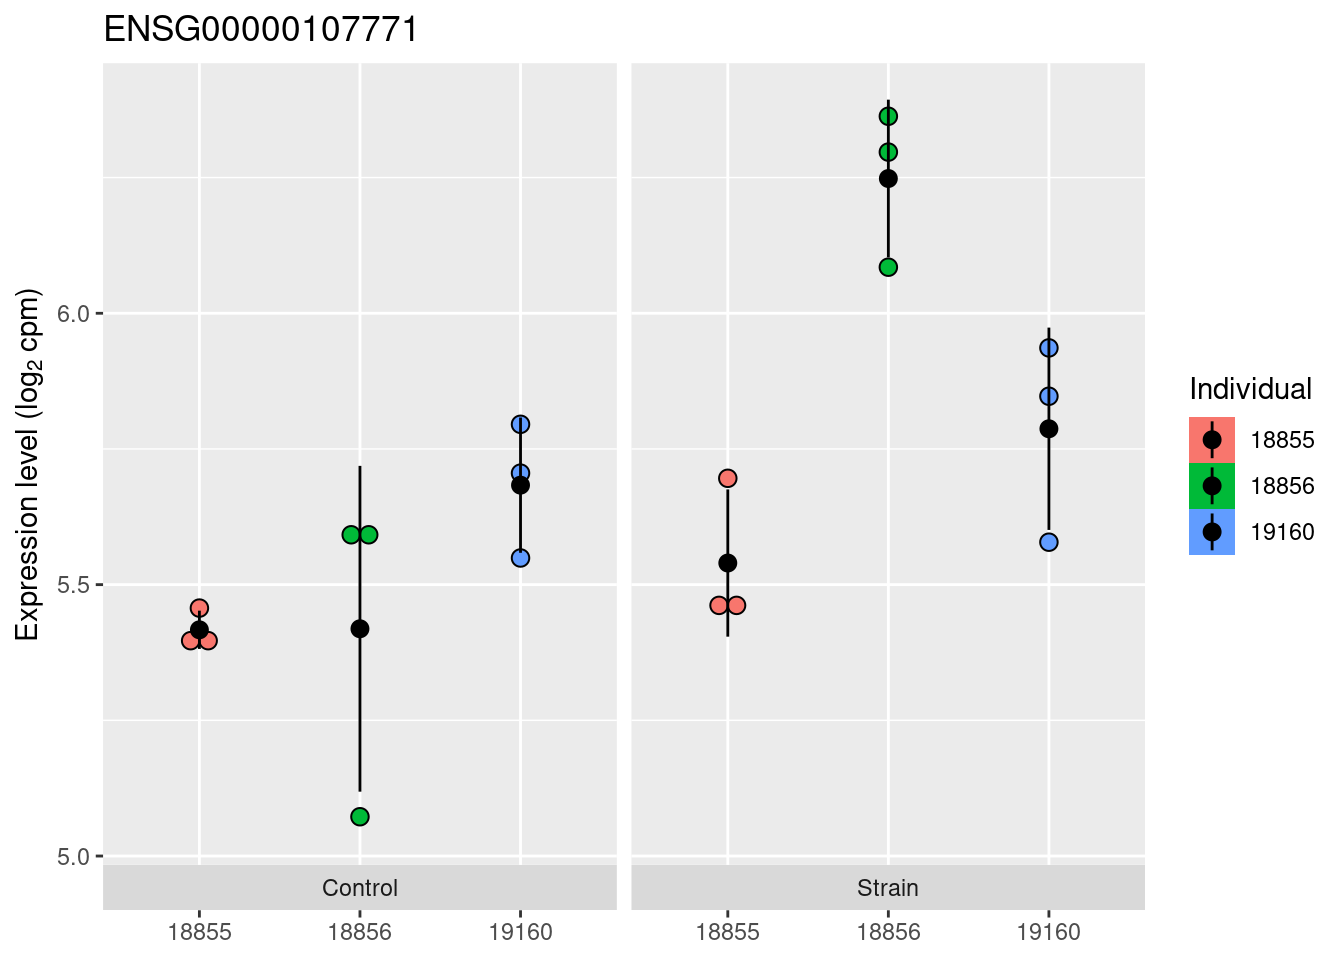 ENSG00000107771
Expression level (log2 cpm)
6.0
5.5
5.0
Control
Strain
18855
18856
19160
18855
18856
19160
Individual
18855
18856
19160